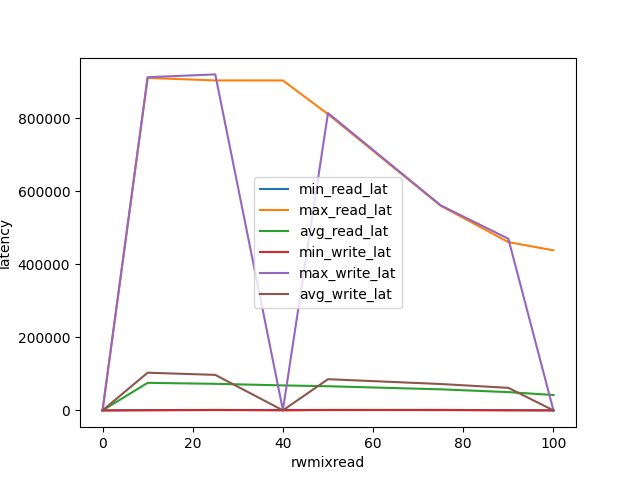 800000
600000
400000
200000
0
latency
min_read_lat
max_read_lat
avg_read_lat
min_write_lat
max_write_lat
avg_write_lat
0 20 40 60 80 100
rwmixread